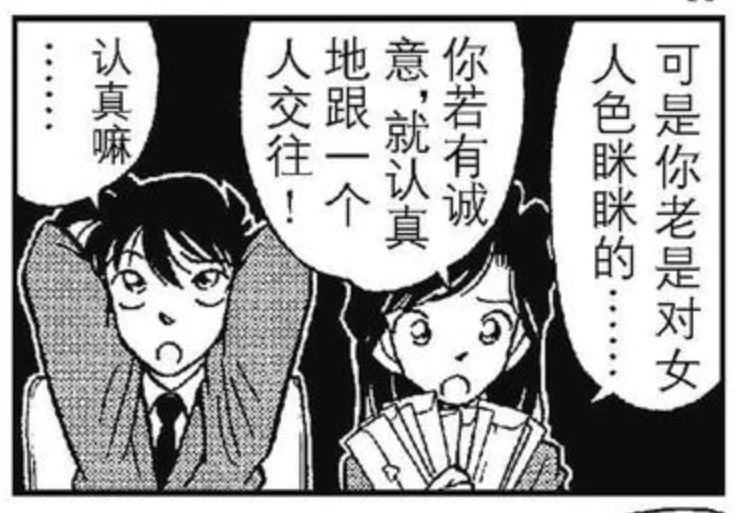 可是你老是对女
人色眯眯的……
你若有诚
意，就认真
地跟一个
人交往！
认真嘛
……